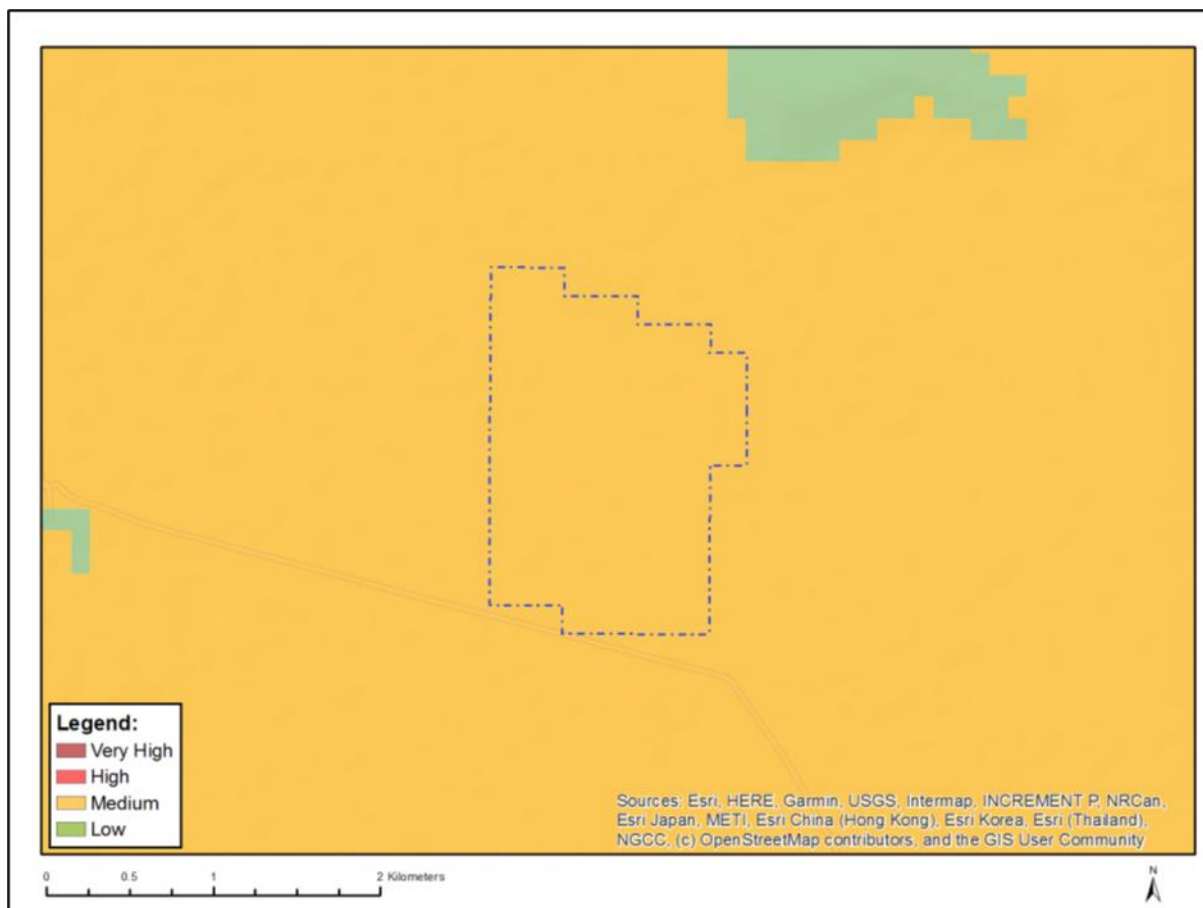 Legend:
Very High
High
Medium
Low
Sources: Esri, HERE, Garmin, USGS, Intermap, INCREMENT P, NRCan,
Esri Japan, METI, Esri China (Hong Kong), Esri Korea, Esri (Thailand),
NGCC, (c) OpenStreetMap contributors, and the GIS User Community
0 0.5 1 2 Kilometers
N